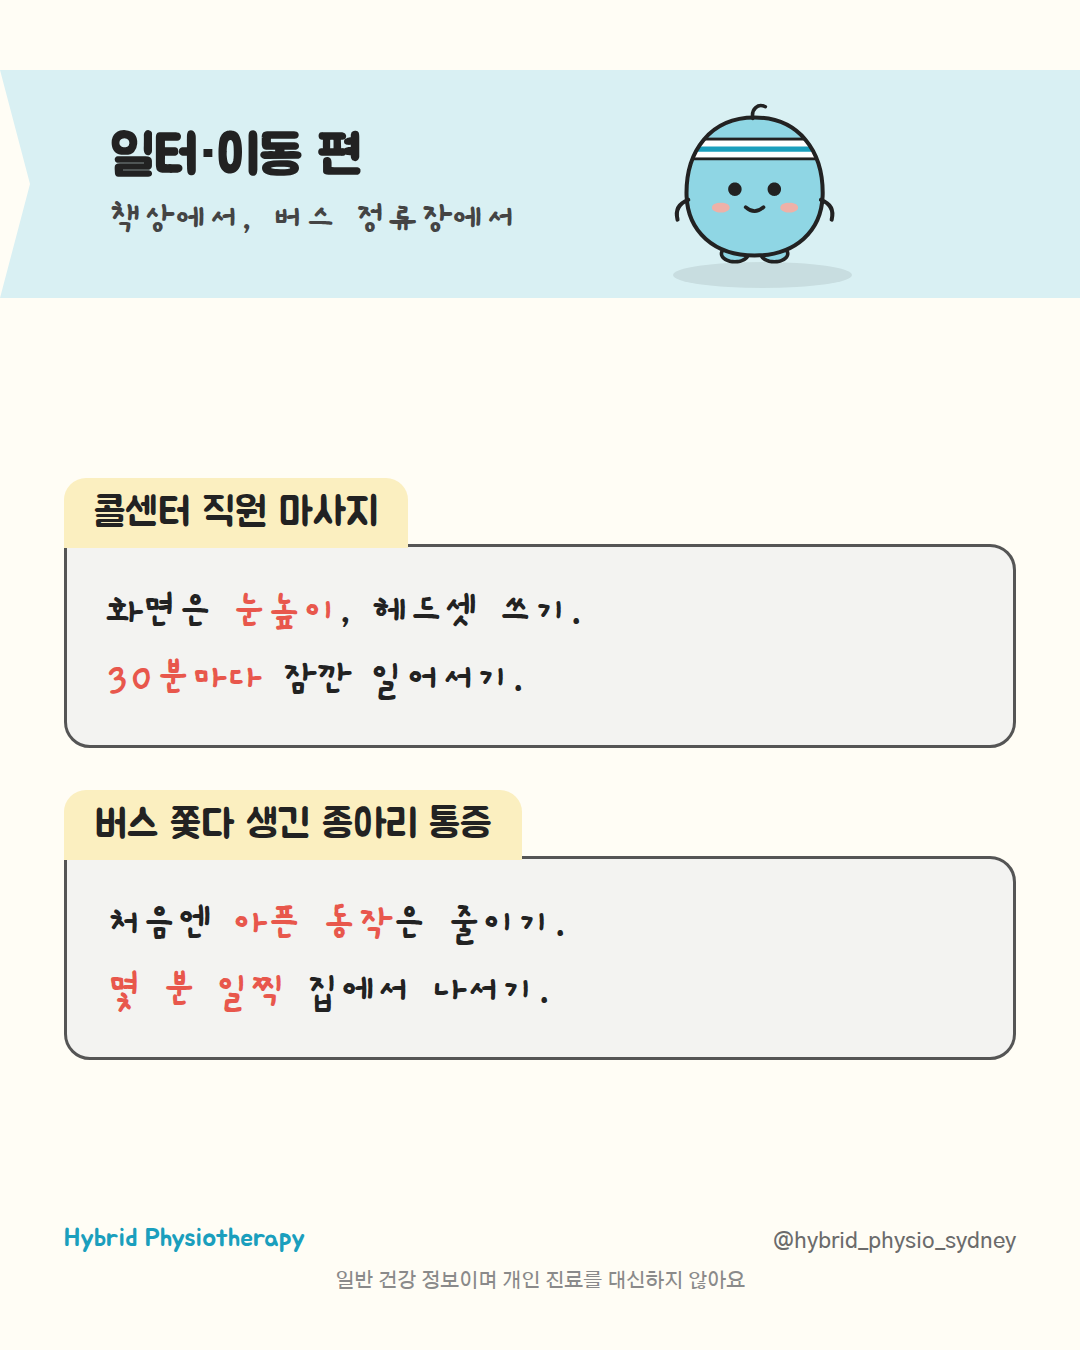 일터·이동 편
책상에서, 버스 정류장에서
콜센터 직원 마사지
화면은 눈높이, 헤드셋 쓰기.
30분마다 잠깐 일어서기.
버스 쫓다 생긴 종아리 통증
처음엔 아픈 동작은 줄이기.
몇 분 일찍 집에서 나서기.
Hybrid Physiotherapy
@hybrid_physio_sydney
일반 건강 정보이며 개인 진료를 대신하지 않아요